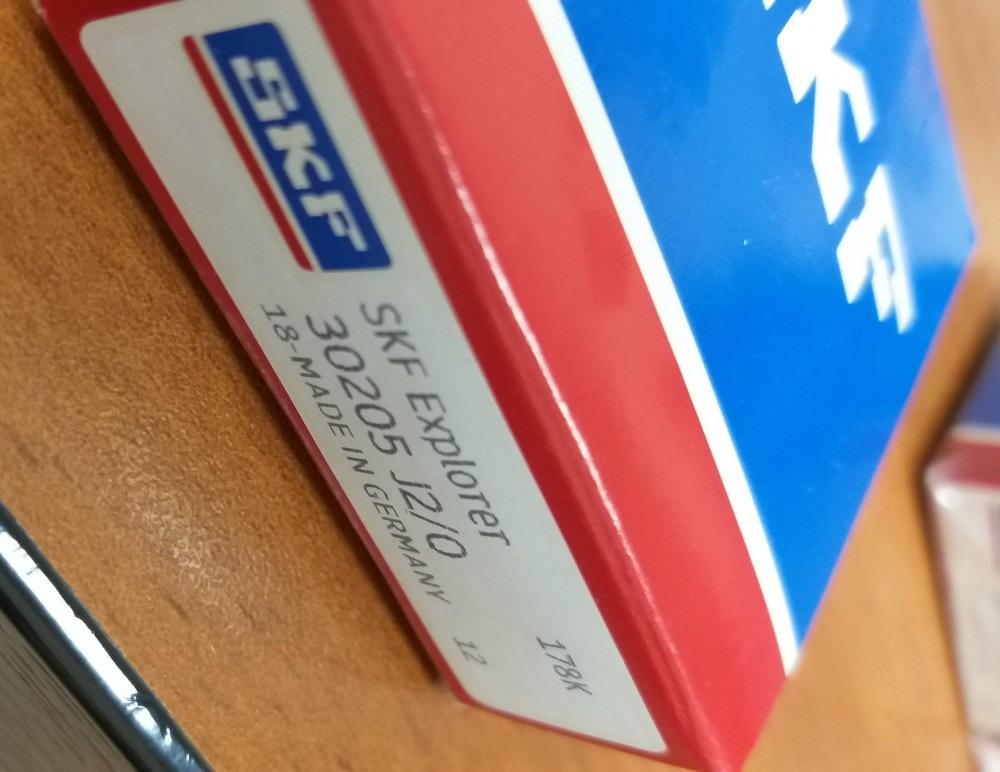 SKF
SKF Explorer
30205 J2/Q
18-MADE IN GERMANY
178K
12
SKF